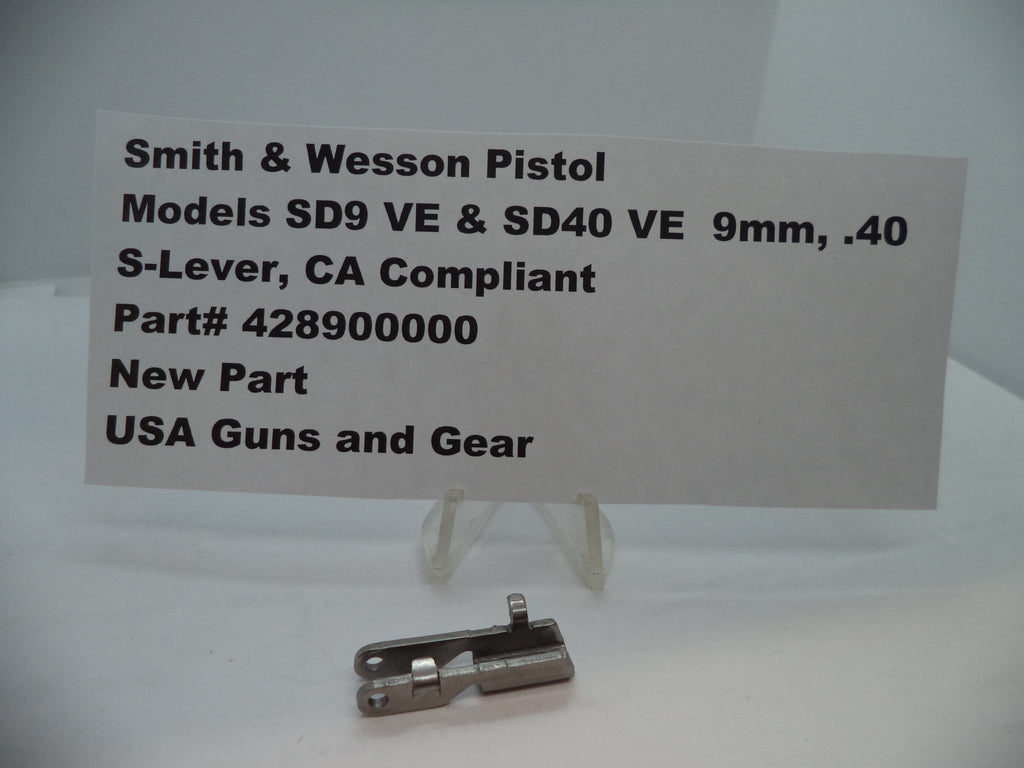 Smith & Wesson Pistol
Models SD9 VE & SD40 VE  9mm, .40
S-Lever, CA Compliant
Part# 428900000
New Part
USA Guns and Gear